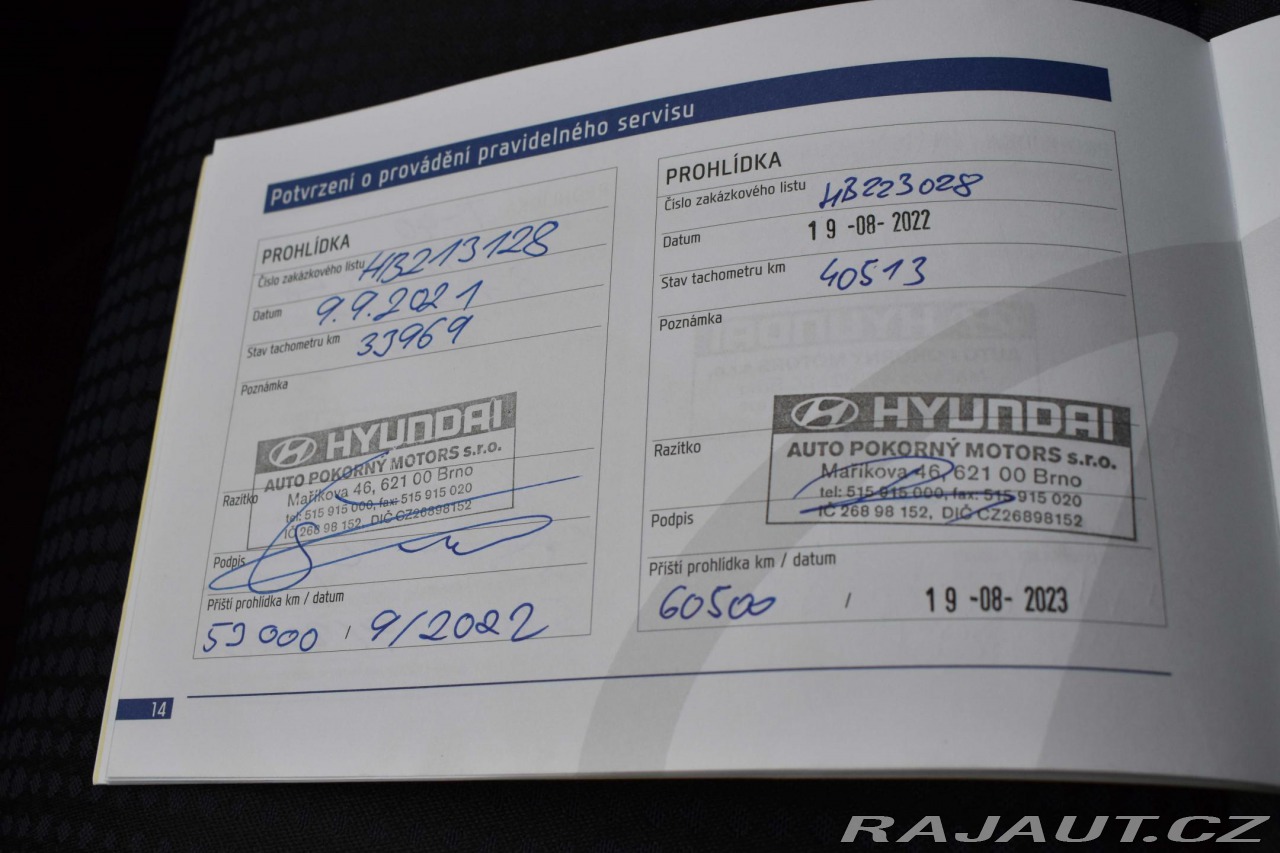 Potvrzení o provádění pravidelného servisu
PROHLÍDKA
Číslo zakázkového listu HB213128
Datum 9.9.2021
Stav tachometru km 33969
Poznámka
HYUNDAI
AUTO POKORNÝ MOTORS s.r.o.
Maříkova 46, 621 00 Brno
Razítko
tel: 515 915 000, fax: 515 915 020
IČ 268 98 152, DIČ CZ26898152
Podpis
Příští prohlídka km / datum
59 000 / 9/2022
PROHLÍDKA
Číslo zakázkového listu HB223028
Datum 19-08-2022
Stav tachometru km 40513
Poznámka
HYUNDAI
Razítko
AUTO POKORNÝ MOTORS s.r.o.
Maříkova 46, 621 00 Brno
tel: 515 915 000, fax: 515 915 020
IČ 268 98 152, DIČ CZ26898152
Podpis
Příští prohlídka km / datum
60500 / 19-08-2023
14
RAJAUT.CZ